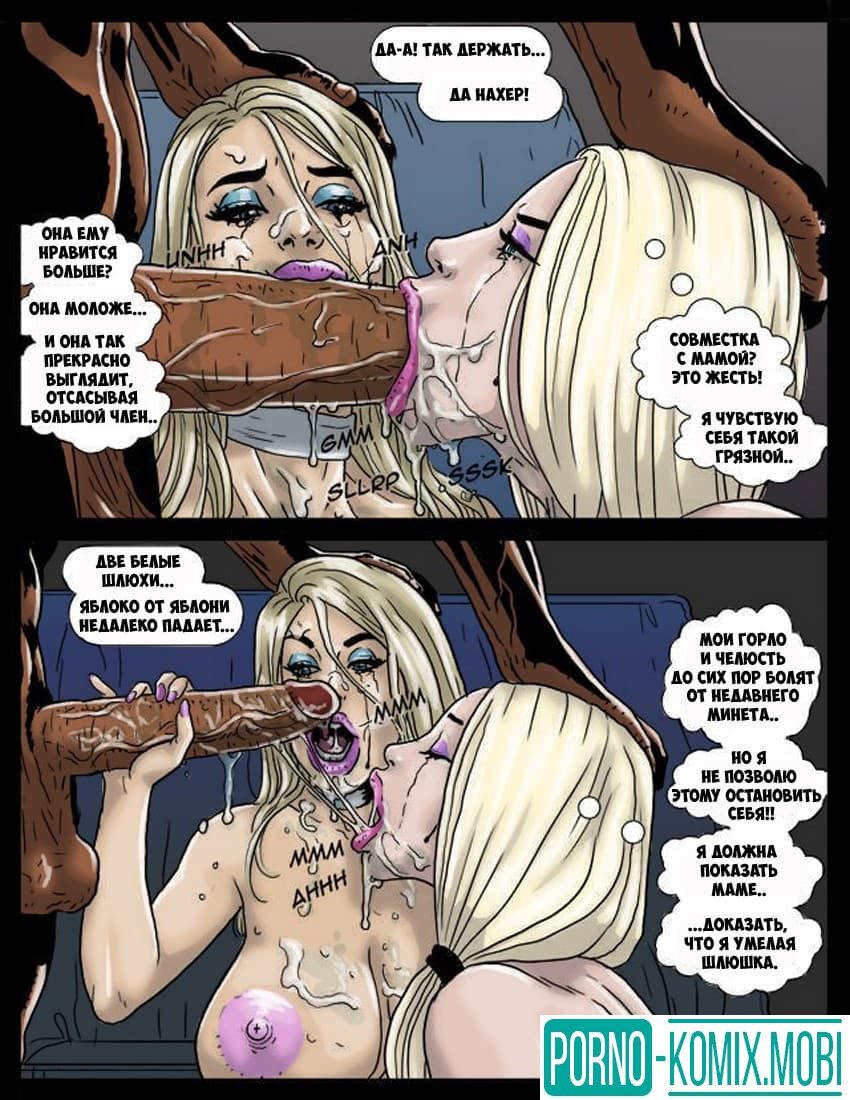 ДА-А! ТАК ДЕРЖАТЬ...
ДА НАХЕР!
ОНА ЕМУ
НРАВИТСЯ
БОЛЬШЕ?
ОНА МОЛОЖЕ...
И ОНА ТАК
ПРЕКРАСНО
ВЫГЛЯДИТ,
ОТСАСЫВАЯ
БОЛЬШОЙ ЧЛЕН..
UNHH
ANH
СОВМЕСТКА
С МАМОЙ?
ЭТО ЖЕСТЬ!
Я ЧУВСТВУЮ
СЕБЯ ТАКОЙ
ГРЯЗНОЙ..
GMM
SLLRP
SSSK
ДВЕ БЕЛЫЕ
ШЛЮХИ...
ЯБЛОКО ОТ ЯБЛОНИ
НЕДАЛЕКО ПАДАЕТ...
MMM
MMM
AHHH
МОИ ГОРЛО
И ЧЕЛЮСТЬ
ДО СИХ ПОР БОЛЯТ
ОТ НЕДАВНЕГО
МИНЕТА..
НО Я
НЕ ПОЗВОЛЮ
ЭТОМУ ОСТАНОВИТЬ
СЕБЯ!!
Я ДОЛЖНА
ПОКАЗАТЬ
МАМЕ..
...ДОКАЗАТЬ,
ЧТО Я УМЕЛАЯ
ШЛЮШКА.
PORNO-KOMIX.MOBI